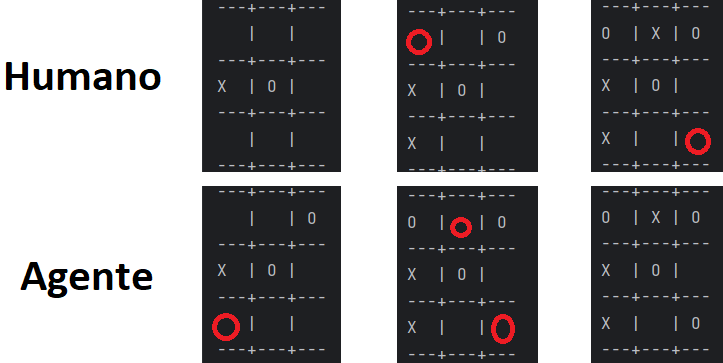 Humano
---+---+---
   |   |
---+---+---
X  | O |
---+---+---
   |   |
---+---+---
---+---+---
   |   | O
---+---+---
X  | O |
---+---+---
X  |   |
---+---+---
---+---+---
O  | X | O
---+---+---
X  | O |
---+---+---
X  |   |
---+---+---
Agente
---+---+---
   |   | O
---+---+---
X  | O |
---+---+---
   |   |
---+---+---
---+---+---
O  |   | O
---+---+---
X  | O |
---+---+---
X  |   |
---+---+---
---+---+---
O  | X | O
---+---+---
X  | O |
---+---+---
X  |   | O
---+---+---